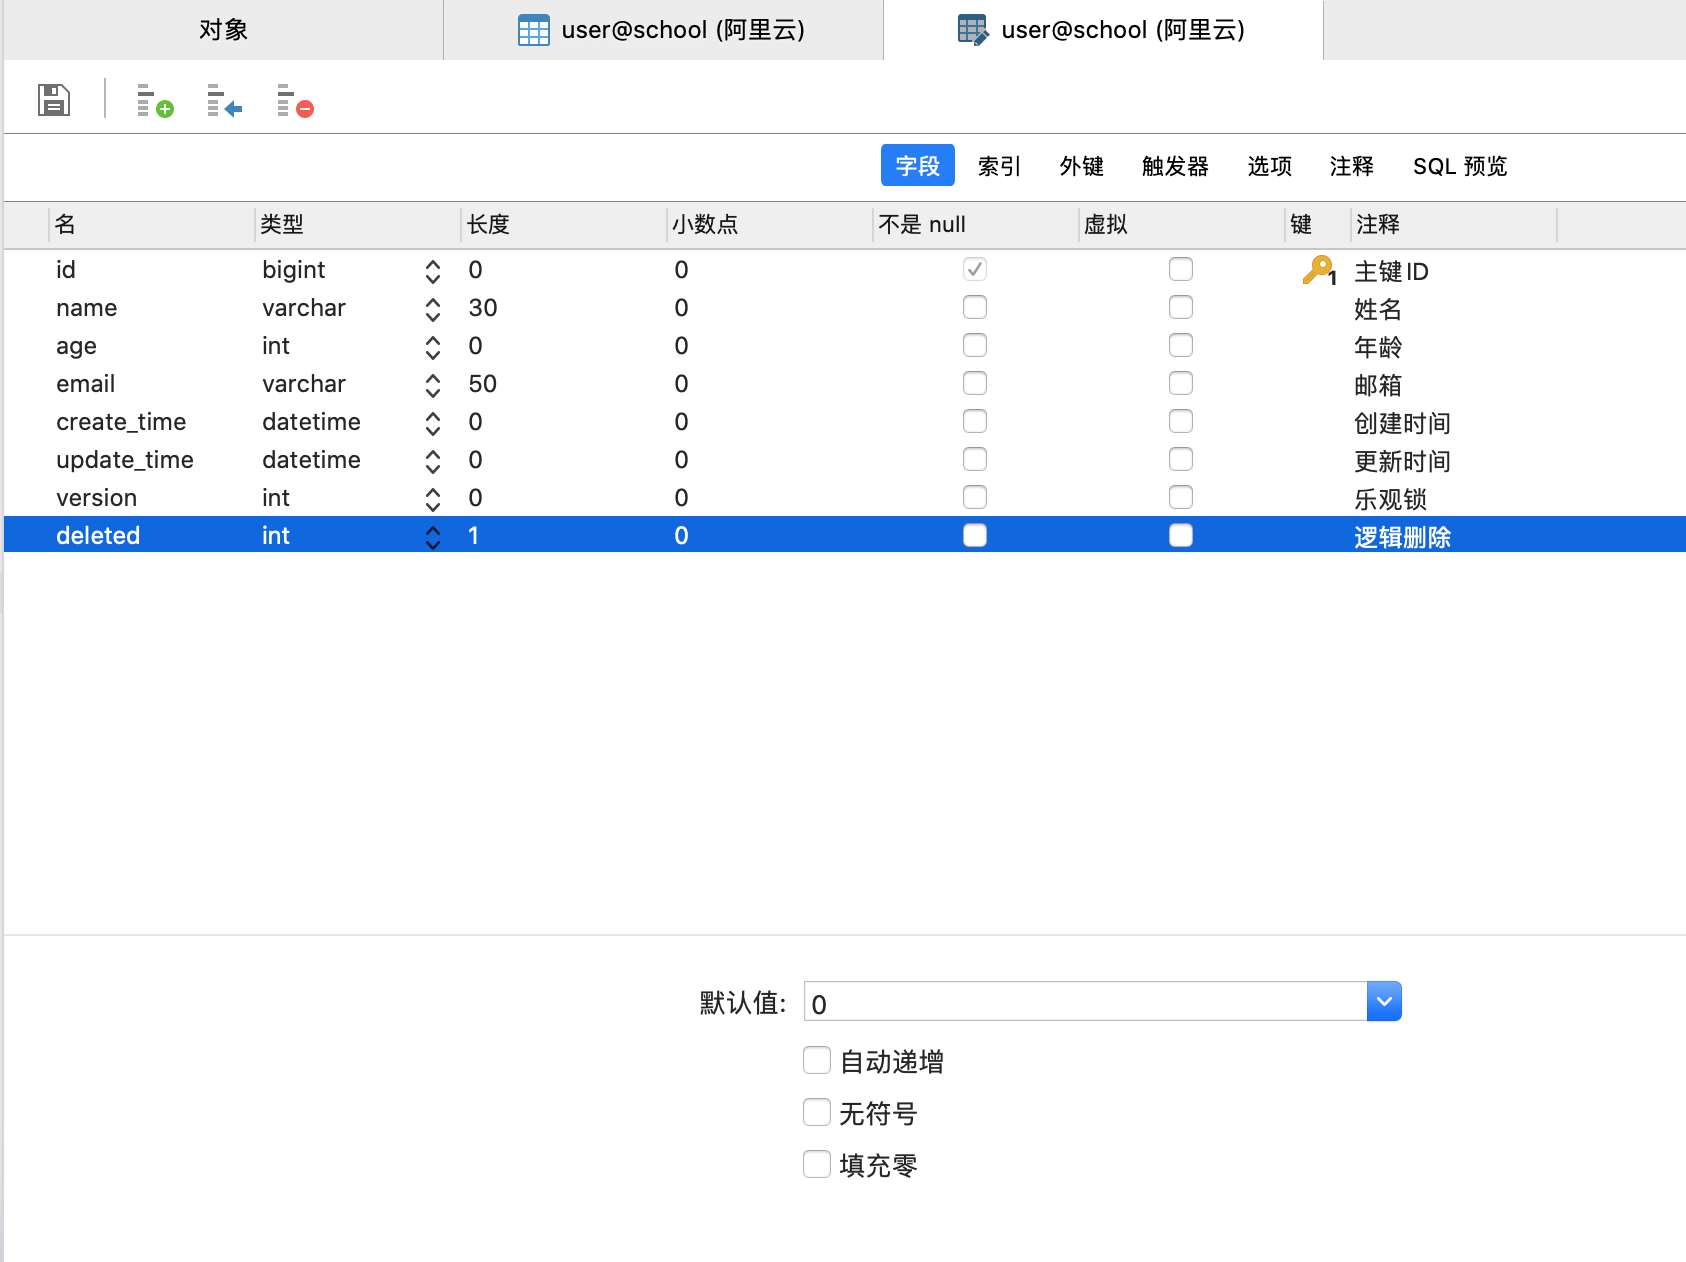 对象 user@school (阿里云) user@school (阿里云)
字段 索引 外键 触发器 选项 注释 SQL 预览
名 类型 长度 小数点 不是 null 虚拟 键 注释
id bigint 0 0 1 主键ID
name varchar 30 0 姓名
age int 0 0 年龄
email varchar 50 0 邮箱
create_time datetime 0 0 创建时间
update_time datetime 0 0 更新时间
version int 0 0 乐观锁
deleted int 1 0 逻辑删除
默认值: 0
自动递增
无符号
填充零